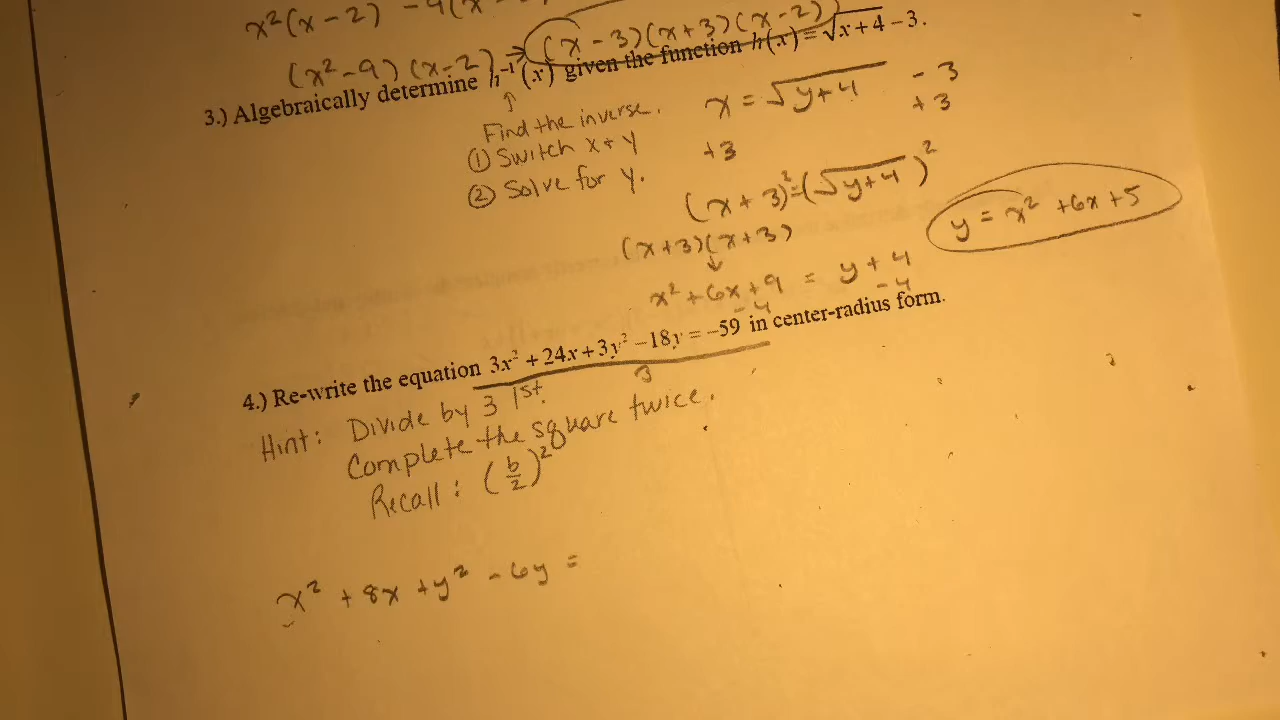 x² (x – 2) – 9 (x
(x² – 9) (x – 2) → (x – 3)(x + 3)(x – 2)
3.) Algebraically determine h⁻¹(x) given the function h(x) = √x + 4 – 3.
↑
Find the inverse.
① Switch x + y
② Solve for y.
x = √y+4 – 3
+3 +3
(x + 3)² = (√y+4)²
(x+3)(x+3)
↓
x² + 6x + 9 = y + 4
– 4 – 4
y = x² + 6x + 5
4.) Re-write the equation 3x² + 24x + 3y² – 18y = –59 in center-radius form.
3
Hint: Divide by 3 1st.
Complete the square twice.
Recall: (b/2)²
x² + 8x + y² – 6y =